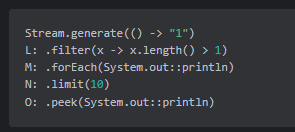 Stream.generate(() -> "1")
L: .filter(x -> x.length() > 1)
M: .forEach(System.out::println)
N: .limit(10)
O: .peek(System.out::println)